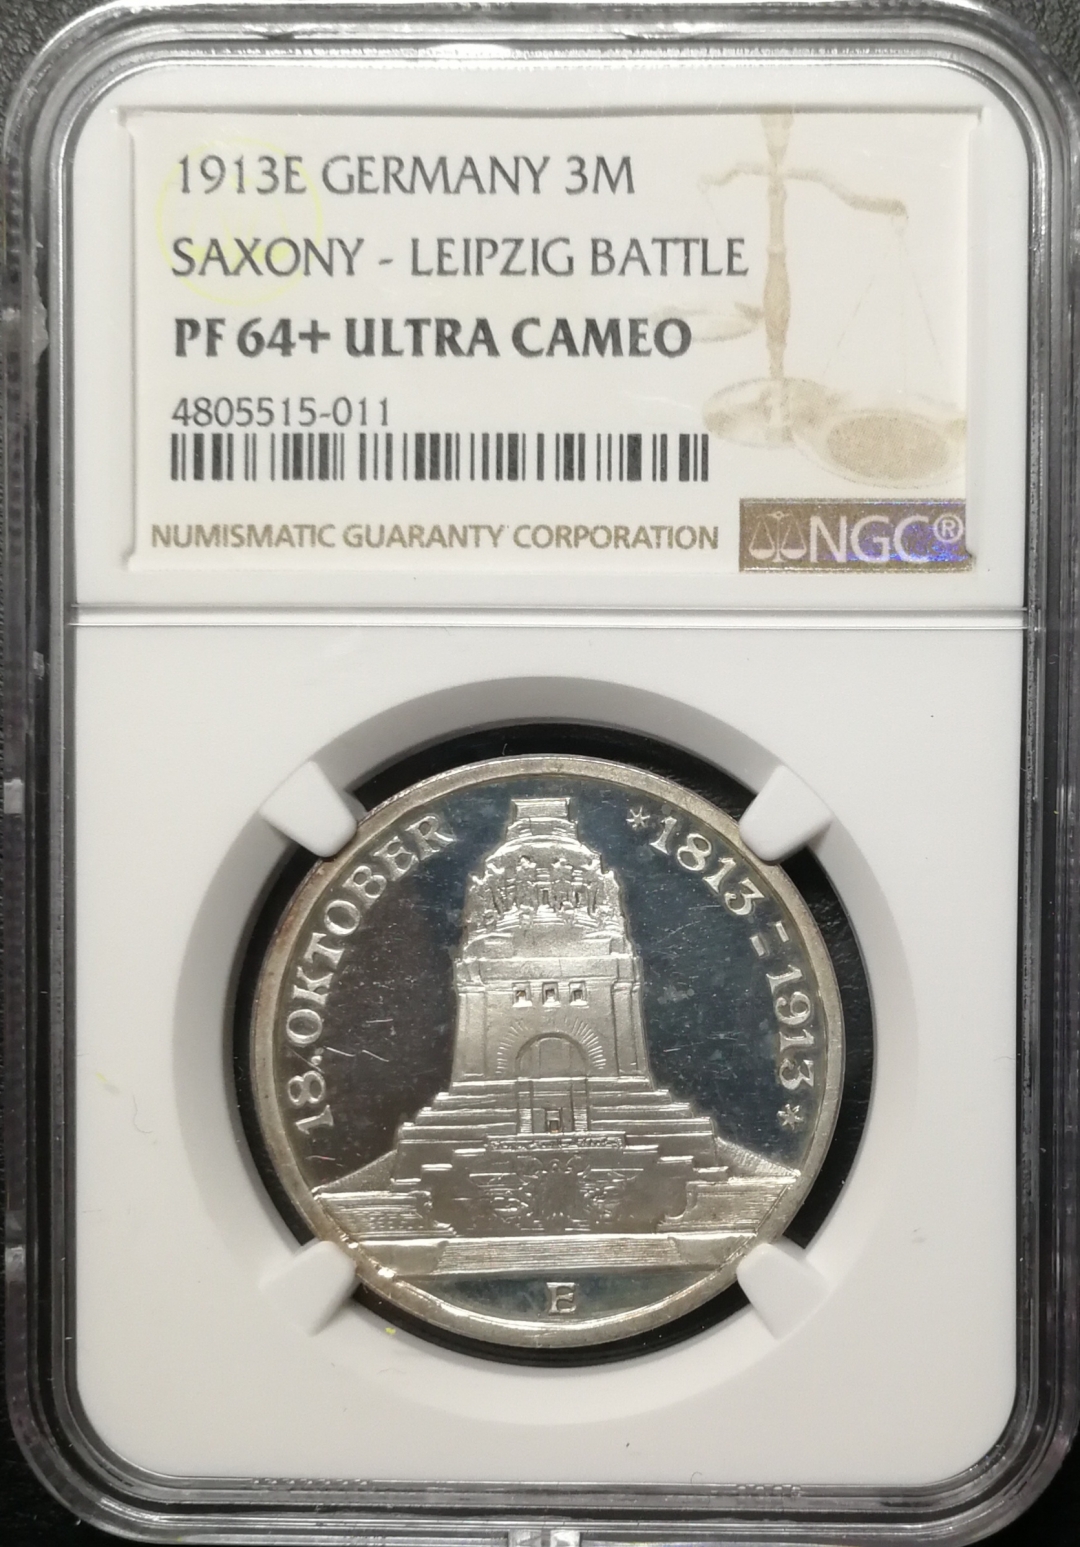 1913E GERMANY 3M
SAXONY - LEIPZIG BATTLE
PF 64+ ULTRA CAMEO
4805515-011
NUMISMATIC GUARANTY CORPORATION
NGC®
18.OKTOBER
*1813=1913*
E